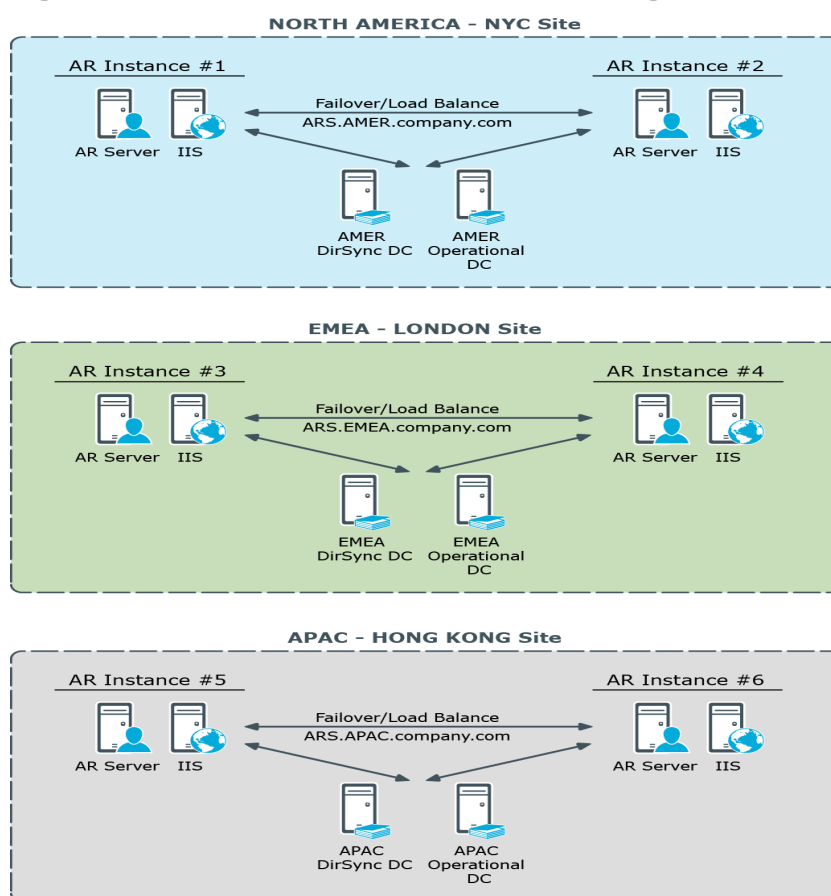 NORTH AMERICA - NYC Site
AR Instance #1
AR Instance #2
Failover/Load Balance
ARS.AMER.company.com
AR Server
IIS
AR Server
IIS
AMER
DirSync DC
AMER
Operational
DC
EMEA - LONDON Site
AR Instance #3
AR Instance #4
Failover/Load Balance
ARS.EMEA.company.com
AR Server
IIS
AR Server
IIS
EMEA
DirSync DC
EMEA
Operational
DC
APAC - HONG KONG Site
AR Instance #5
AR Instance #6
Failover/Load Balance
ARS.APAC.company.com
AR Server
IIS
AR Server
IIS
APAC
DirSync DC
APAC
Operational
DC